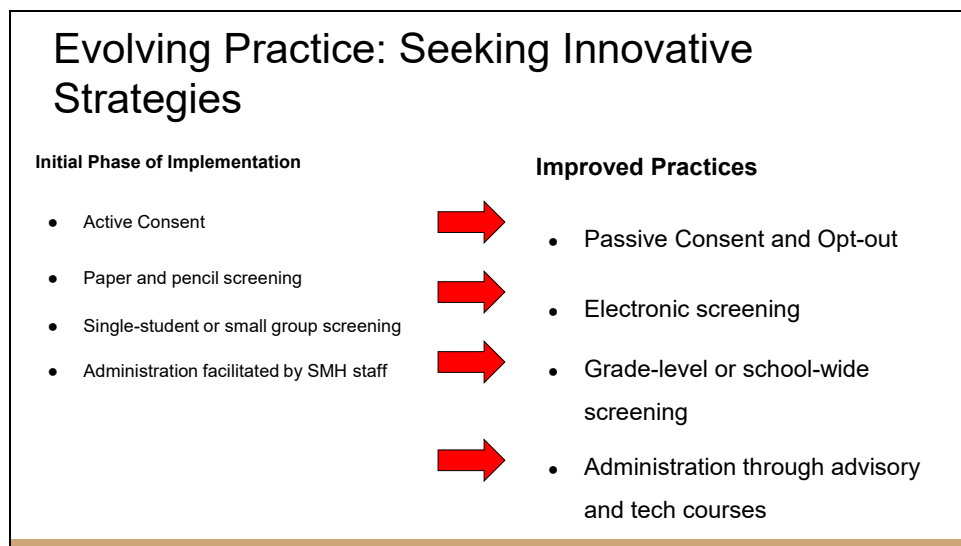 Evolving Practice: Seeking Innovative
Strategies
Initial Phase of Implementation
● Active Consent
● Paper and pencil screening
● Single-student or small group screening
● Administration facilitated by SMH staff
Improved Practices
● Passive Consent and Opt-out
● Electronic screening
● Grade-level or school-wide
screening
● Administration through advisory
and tech courses